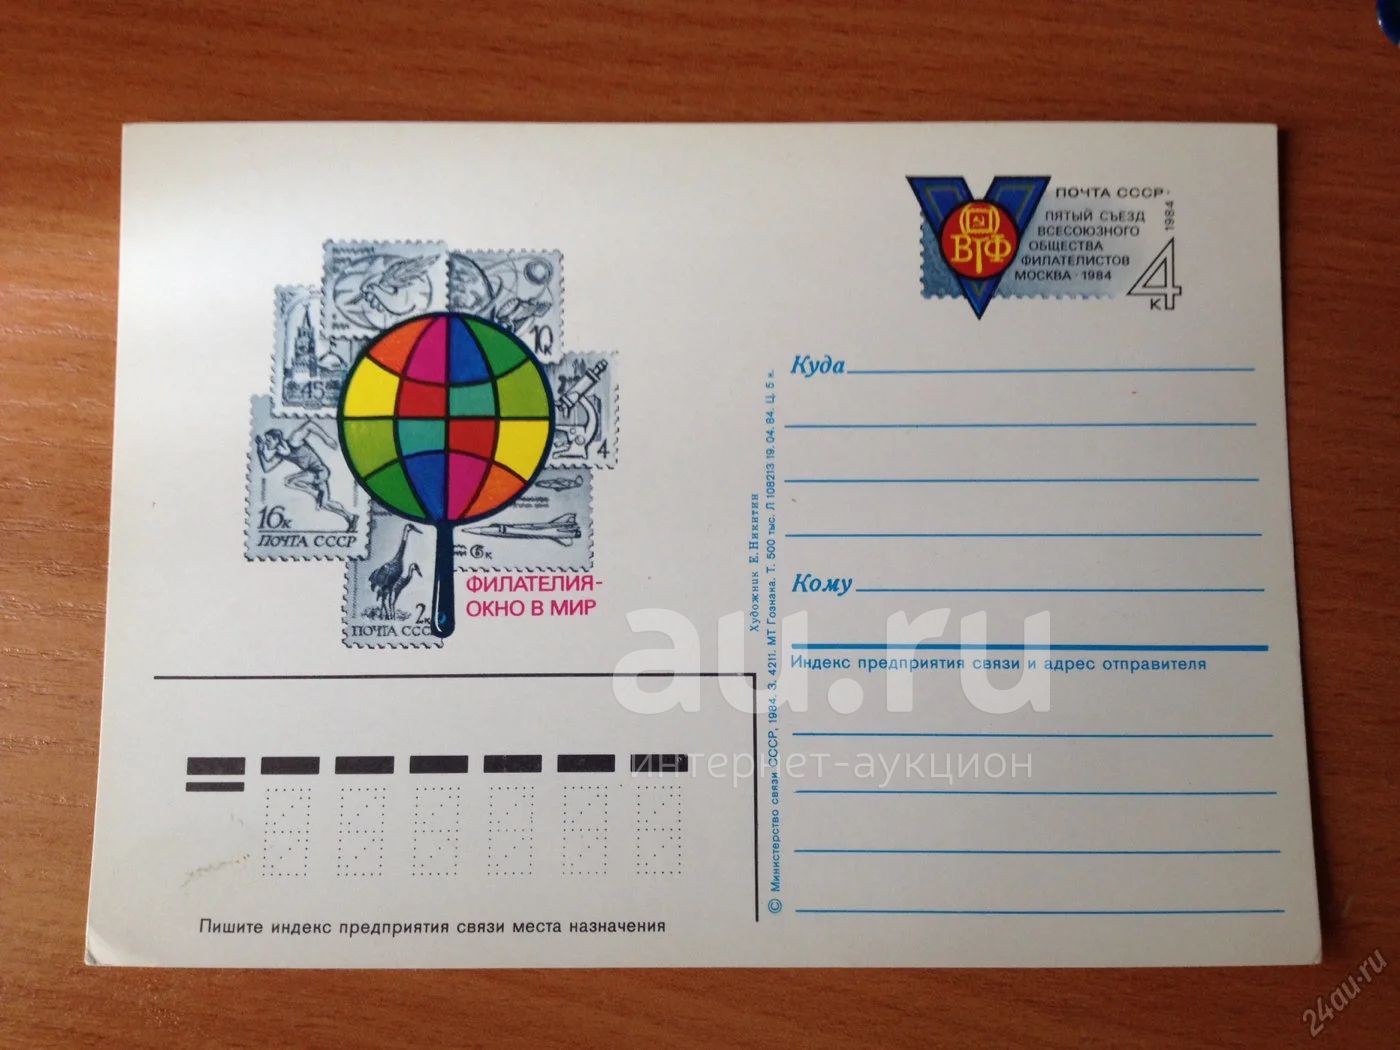 ПОЧТА СССР·
1984
ПЯТЫЙ СЪЕЗД
ВСЕСОЮЗНОГО
ОБЩЕСТВА
ФИЛАТЕЛИСТОВ
МОСКВА·1984
ВФ
4
К
10к
45
4
16к
ПОЧТА СССР
6к
2к
ПОЧТА СССР
ФИЛАТЕЛИЯ-
ОКНО В МИР
Куда
Кому
Индекс предприятия связи и адрес отправителя
Художник Е. Никитин
© Министерство связи СССР, 1984. З. 4211. МТ Гознака. Т. 500 тыс. Л 108213 19. 04. 84. Ц. 5 к.
Пишите индекс предприятия связи места назначения
au.ru
интернет-аукцион
24au.ru